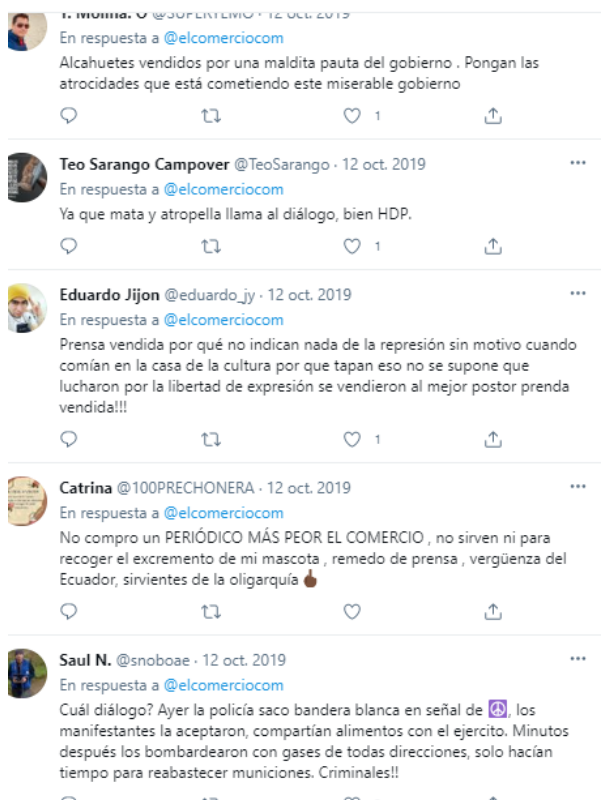 Y. Molina. O @SUPERYEMO · 12 oct. 2019
En respuesta a @elcomerciocom
Alcahuetes vendidos por una maldita pauta del gobierno . Pongan las
atrocidades que está cometiendo este miserable gobierno
1
Teo Sarango Campover @TeoSarango · 12 oct. 2019
En respuesta a @elcomerciocom
Ya que mata y atropella llama al diálogo, bien HDP.
1
Eduardo Jijon @eduardo_jy · 12 oct. 2019
En respuesta a @elcomerciocom
Prensa vendida por qué no indican nada de la represión sin motivo cuando
comían en la casa de la cultura por que tapan eso no se supone que
lucharon por la libertad de expresión se vendieron al mejor postor prenda
vendida!!!
1
Catrina @100PRECHONERA · 12 oct. 2019
En respuesta a @elcomerciocom
No compro un PERIÓDICO MÁS PEOR EL COMERCIO , no sirven ni para
recoger el excremento de mi mascota , remedo de prensa , vergüenza del
Ecuador, sirvientes de la oligarquía 🖕🏿
Saul N. @snoboae · 12 oct. 2019
En respuesta a @elcomerciocom
Cuál diálogo? Ayer la policía saco bandera blanca en señal de ☮, los
manifestantes la aceptaron, compartían alimentos con el ejercito. Minutos
después los bombardearon con gases de todas direcciones, solo hacían
tiempo para reabastecer municiones. Criminales!!